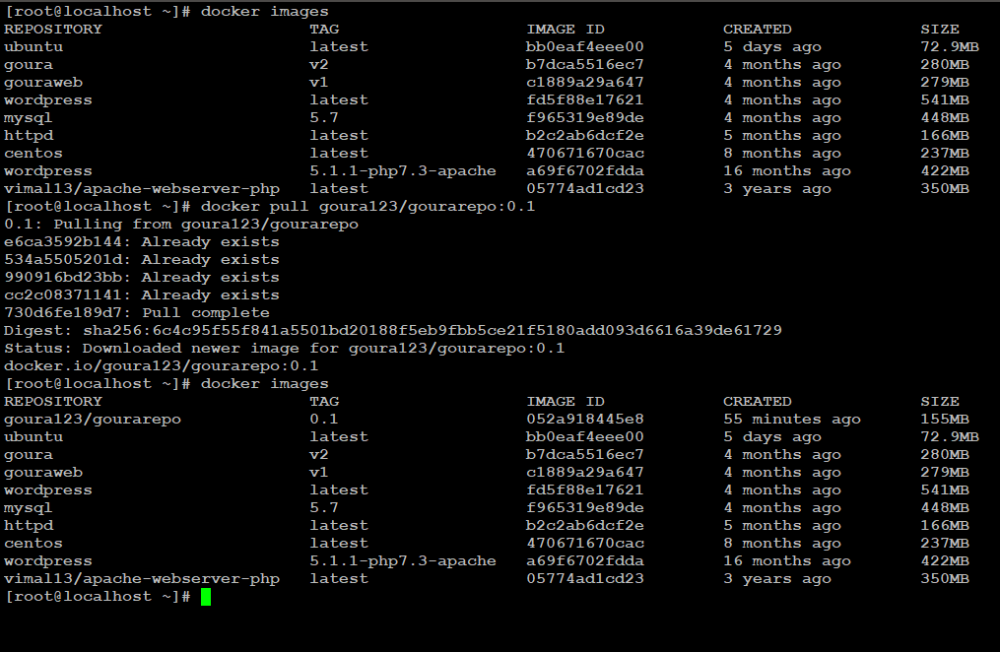 [root@localhost ~]# docker images
REPOSITORY TAG IMAGE ID CREATED SIZE
ubuntu latest bb0eaf4eee00 5 days ago 72.9MB
goura v2 b7dca5516ec7 4 months ago 280MB
gouraweb v1 c1889a29a647 4 months ago 279MB
wordpress latest fd5f88e17621 4 months ago 541MB
mysql 5.7 f965319e89de 4 months ago 448MB
httpd latest b2c2ab6dcf2e 5 months ago 166MB
centos latest 470671670cac 8 months ago 237MB
wordpress 5.1.1-php7.3-apache a69f6702fdda 16 months ago 422MB
vimal13/apache-webserver-php latest 05774ad1cd23 3 years ago 350MB
[root@localhost ~]# docker pull goura123/gourarepo:0.1
0.1: Pulling from goura123/gourarepo
e6ca3592b144: Already exists
534a5505201d: Already exists
990916bd23bb: Already exists
cc2c08371141: Already exists
730d6fe189d7: Pull complete
Digest: sha256:6c4c95f55f841a5501bd20188f5eb9fbb5ce21f5180add093d6616a39de61729
Status: Downloaded newer image for goura123/gourarepo:0.1
docker.io/goura123/gourarepo:0.1
[root@localhost ~]# docker images
REPOSITORY TAG IMAGE ID CREATED SIZE
goura123/gourarepo 0.1 052a918445e8 55 minutes ago 155MB
ubuntu latest bb0eaf4eee00 5 days ago 72.9MB
goura v2 b7dca5516ec7 4 months ago 280MB
gouraweb v1 c1889a29a647 4 months ago 279MB
wordpress latest fd5f88e17621 4 months ago 541MB
mysql 5.7 f965319e89de 4 months ago 448MB
httpd latest b2c2ab6dcf2e 5 months ago 166MB
centos latest 470671670cac 8 months ago 237MB
wordpress 5.1.1-php7.3-apache a69f6702fdda 16 months ago 422MB
vimal13/apache-webserver-php latest 05774ad1cd23 3 years ago 350MB
[root@localhost ~]#